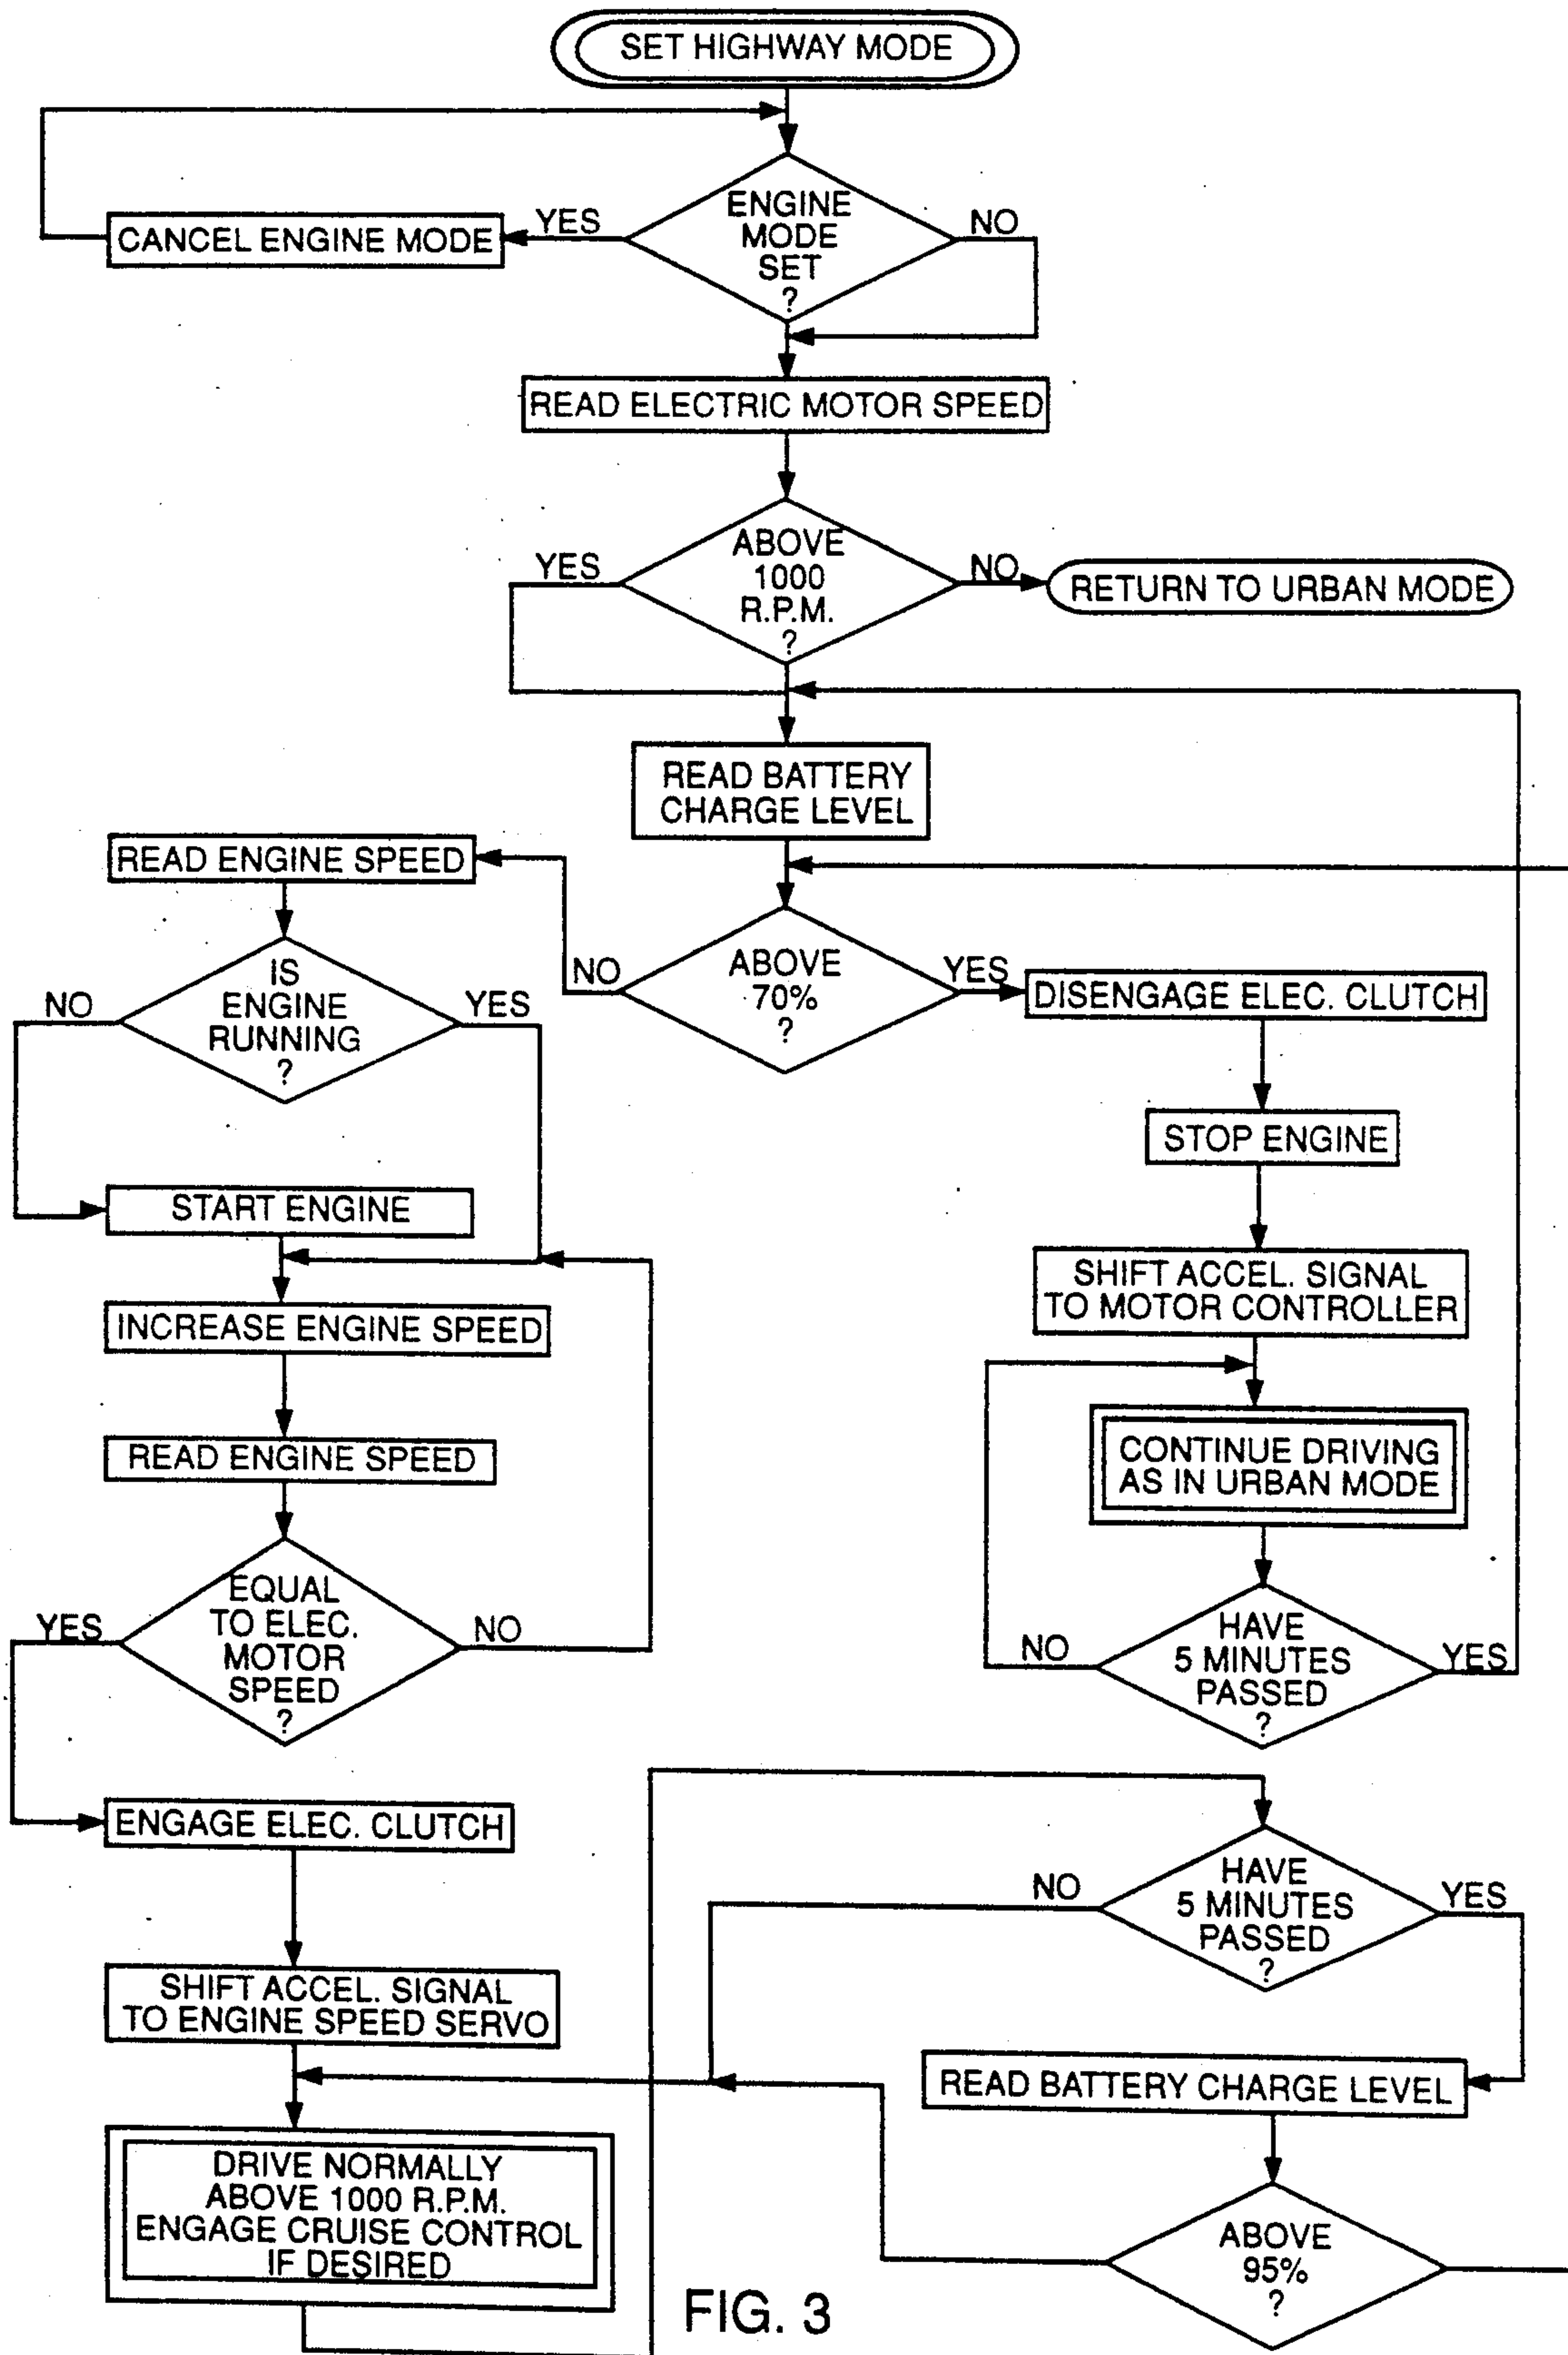 SET HIGHWAY MODE
ENGINE
MODE
SET
?
YES
NO
CANCEL ENGINE MODE
READ ELECTRIC MOTOR SPEED
ABOVE
1000
R.P.M.
?
YES
NO
RETURN TO URBAN MODE
READ BATTERY
CHARGE LEVEL
ABOVE
70%
?
NO
YES
READ ENGINE SPEED
IS
ENGINE
RUNNING
?
NO
YES
START ENGINE
INCREASE ENGINE SPEED
READ ENGINE SPEED
EQUAL
TO ELEC.
MOTOR
SPEED
?
YES
NO
ENGAGE ELEC. CLUTCH
SHIFT ACCEL. SIGNAL
TO ENGINE SPEED SERVO
DRIVE NORMALLY
ABOVE 1000 R.P.M.
ENGAGE CRUISE CONTROL
IF DESIRED
DISENGAGE ELEC. CLUTCH
STOP ENGINE
SHIFT ACCEL. SIGNAL
TO MOTOR CONTROLLER
CONTINUE DRIVING
AS IN URBAN MODE
HAVE
5 MINUTES
PASSED
?
NO
YES
HAVE
5 MINUTES
PASSED
?
NO
YES
READ BATTERY CHARGE LEVEL
ABOVE
95%
?
FIG. 3